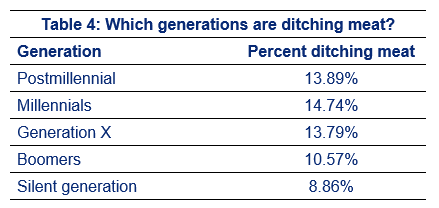 Table 4: Which generations are ditching meat?
Generation Percent ditching meat
Postmillennial 13.89%
Millennials 14.74%
Generation X 13.79%
Boomers 10.57%
Silent generation 8.86%